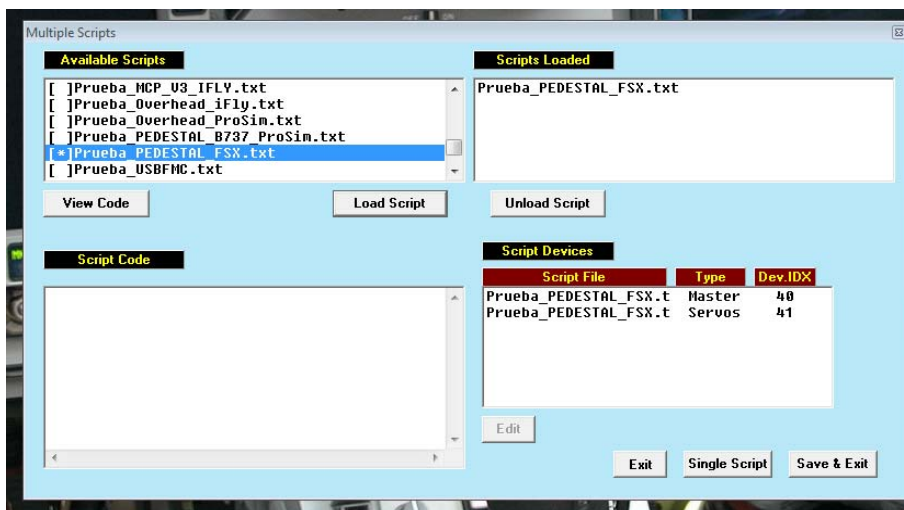 Multiple Scripts
Available Scripts
[ ]Prueba_MCP_V3_IFLY.txt
[ ]Prueba_Overhead_iFly.txt
[ ]Prueba_Overhead_ProSim.txt
[ ]Prueba_PEDESTAL_B737_ProSim.txt
[*]Prueba_PEDESTAL_FSX.txt
[ ]Prueba_USBFMC.txt
View Code
Load Script
Scripts Loaded
Prueba_PEDESTAL_FSX.txt
Unload Script
Script Code
Script Devices
Script File Type Dev.IDX
Prueba_PEDESTAL_FSX.t Master 40
Prueba_PEDESTAL_FSX.t Servos 41
Edit
Exit Single Script Save & Exit